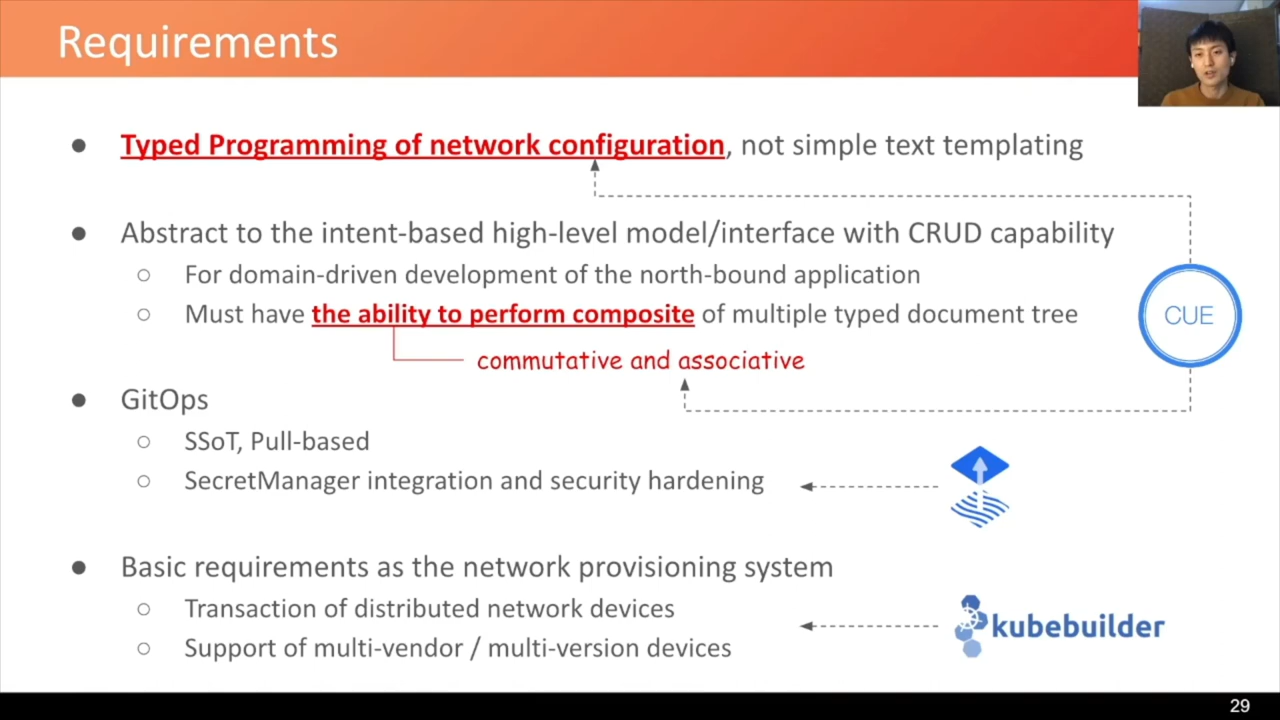 Requirements
● Typed Programming of network configuration, not simple text templating
● Abstract to the intent-based high-level model/interface with CRUD capability
○ For domain-driven development of the north-bound application
○ Must have the ability to perform composite of multiple typed document tree
CUE
commutative and associative
● GitOps
○ SSoT, Pull-based
○ SecretManager integration and security hardening
● Basic requirements as the network provisioning system
○ Transaction of distributed network devices
kubebuilder
○ Support of multi-vendor / multi-version devices
29